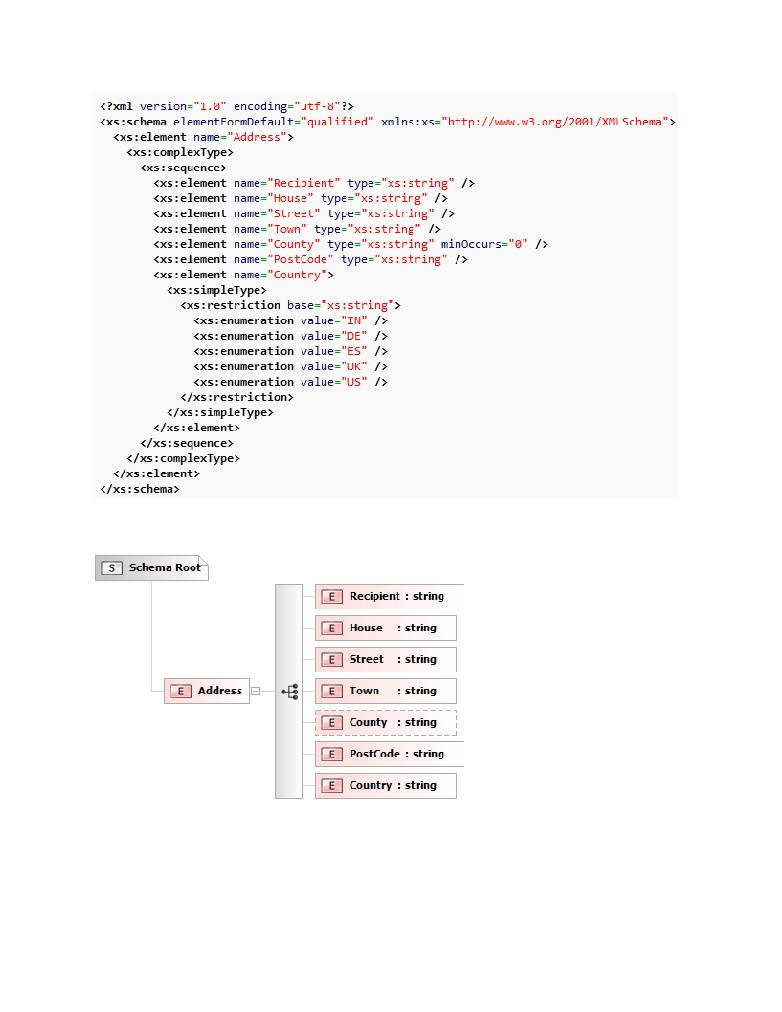 <?xml version="1.0" encoding="utf-8"?>
<xs:schema elementFormDefault="qualified" xmlns:xs="http://www.w3.org/2001/XMLSchema">
<xs:element name="Address">
<xs:complexType>
<xs:sequence>
<xs:element name="Recipient" type="xs:string" />
<xs:element name="House" type="xs:string" />
<xs:element name="Street" type="xs:string" />
<xs:element name="Town" type="xs:string" />
<xs:element name="County" type="xs:string" minOccurs="0" />
<xs:element name="PostCode" type="xs:string" />
<xs:element name="Country">
<xs:simpleType>
<xs:restriction base="xs:string">
<xs:enumeration value="IN" />
<xs:enumeration value="DE" />
<xs:enumeration value="ES" />
<xs:enumeration value="UK" />
<xs:enumeration value="US" />
</xs:restriction>
</xs:simpleType>
</xs:element>
</xs:sequence>
</xs:complexType>
</xs:element>
</xs:schema>
S Schema Root
E Address
E Recipient : string
E House : string
E Street : string
E Town : string
E County : string
E PostCode : string
E Country : string